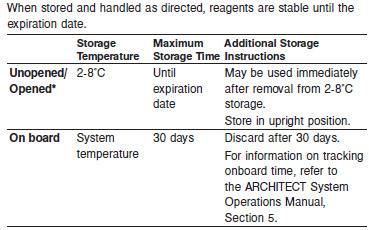 When stored and handled as directed, reagents are stable until the
expiration date.
Storage Maximum Additional Storage
Temperature Storage Time Instructions
Unopened/ 2-8°C Until May be used immediately
Opened* expiration after removal from 2-8°C
date storage.
Store in upright position.
On board System 30 days Discard after 30 days.
temperature For information on tracking
onboard time, refer to
the ARCHITECT System
Operations Manual,
Section 5.